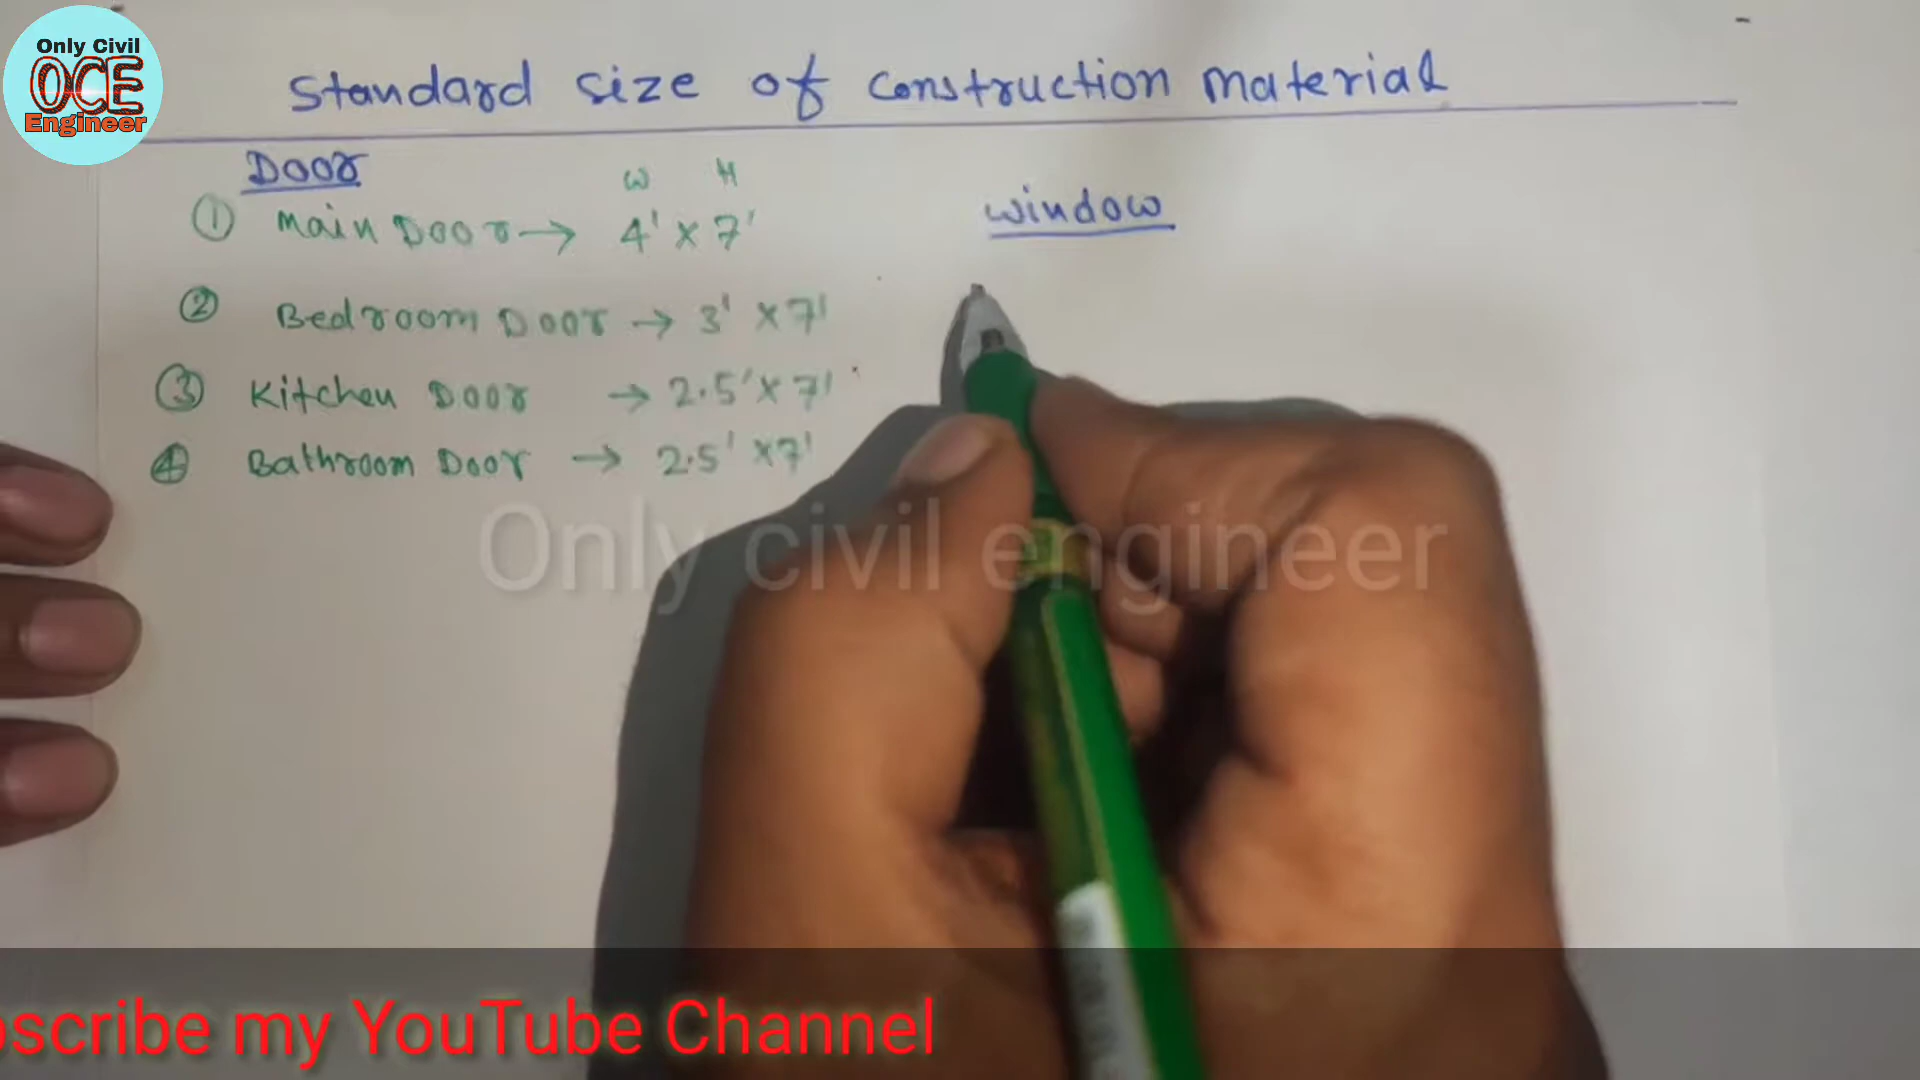 Only Civil
OCE
Engineer
Standard size of construction material
Door
W H
① Main Door → 4' x 7'
② Bedroom Door → 3' x 7'
③ Kitchen Door → 2.5' x 7'
④ Bathroom Door → 2.5' x 7'
window
Only civil engineer
bscribe my YouTube Channel